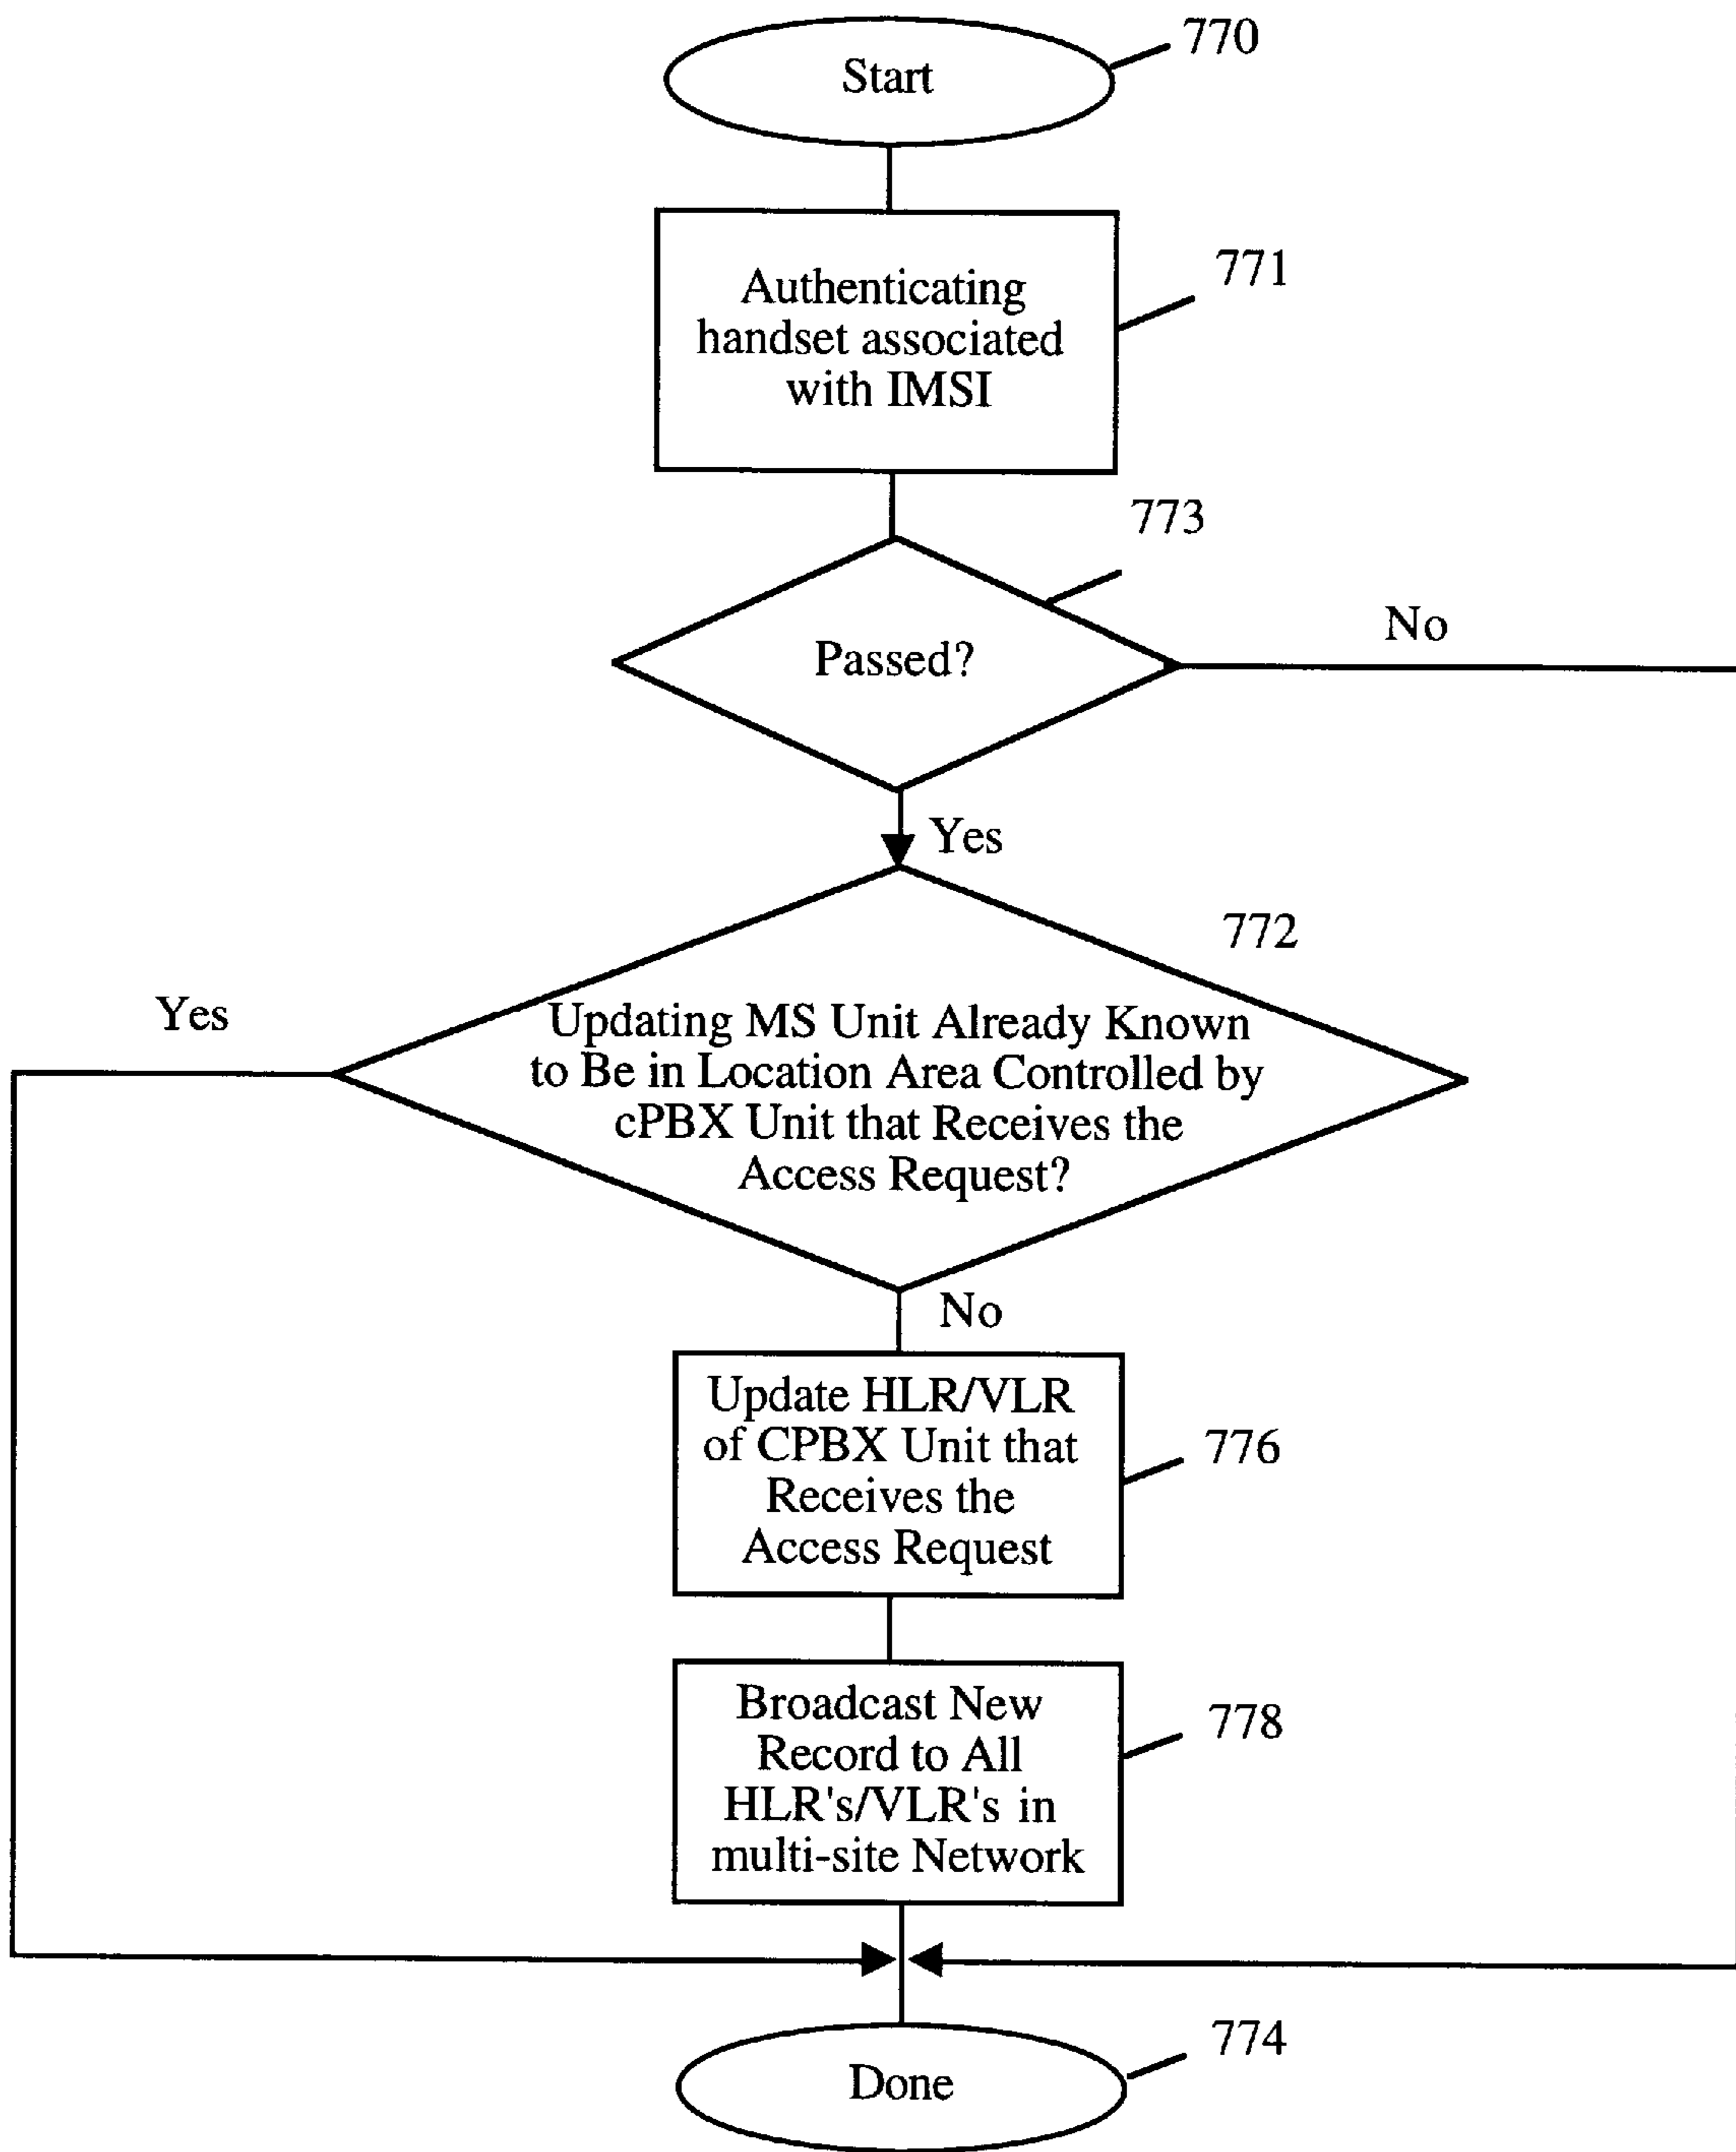 770
Start
771
Authenticating
handset associated
with IMSI
773
Passed?
No
Yes
772
Yes
Updating MS Unit Already Known
to Be in Location Area Controlled by
cPBX Unit that Receives the
Access Request?
No
Update HLR/VLR
of CPBX Unit that
Receives the
Access Request
776
Broadcast New
Record to All
HLR's/VLR's in
multi-site Network
778
774
Done